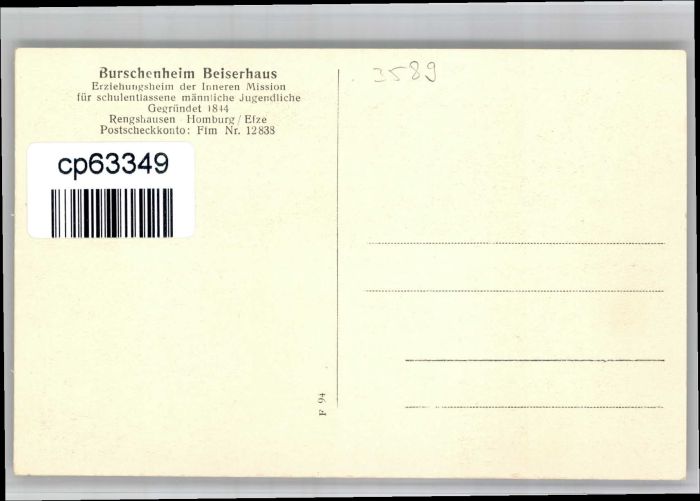 Burschenheim Beiserhaus
Erziehungsheim der Inneren Mission
für schulentlassene männliche Jugendliche
Gegründet 1844
Rengshausen Homburg / Efze
Postscheckkonto: Ffm Nr. 12838
3589
cp63349
F 94